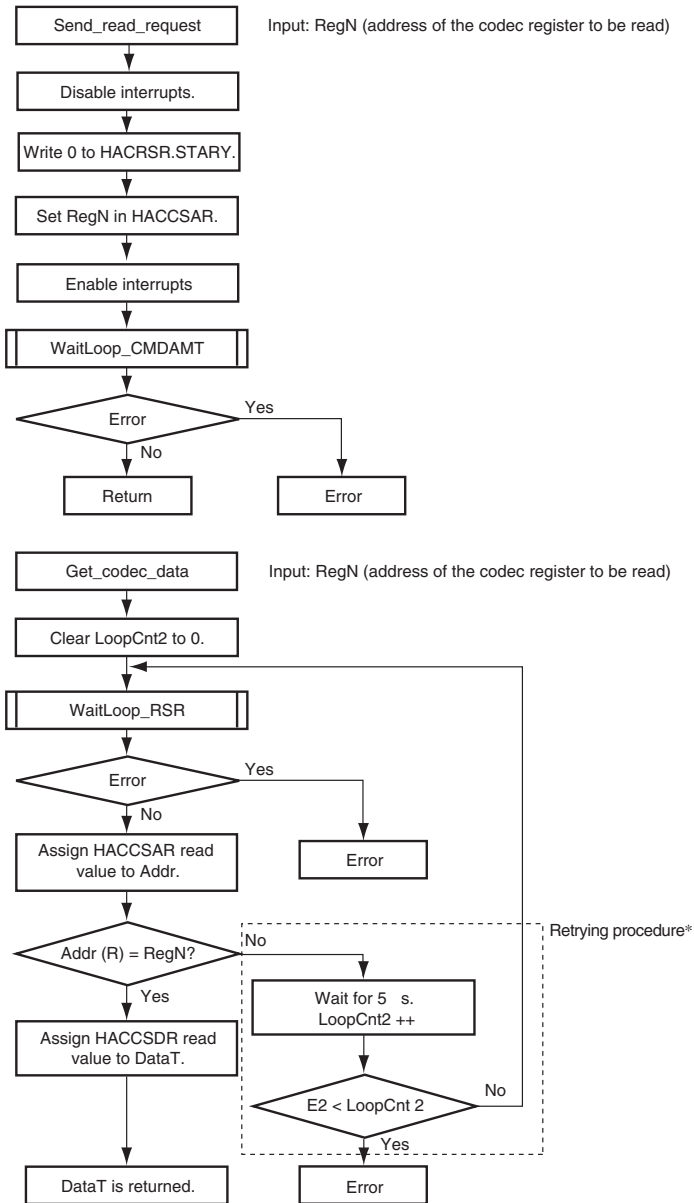 Send_read_request
Input: RegN (address of the codec register to be read)
Disable interrupts.
Write 0 to HACRSR.STARY.
Set RegN in HACCSAR.
Enable interrupts
WaitLoop_CMDAMT
Error
Yes
No
Return
Error
Get_codec_data
Input: RegN (address of the codec register to be read)
Clear LoopCnt2 to 0.
WaitLoop_RSR
Error
Yes
No
Error
Assign HACCSAR read
value to Addr.
Retrying procedure*
Addr (R) = RegN?
No
Yes
Wait for 5 s.
LoopCnt2 ++
Assign HACCSDR read
value to DataT.
E2 < LoopCnt 2
No
Yes
DataT is returned.
Error